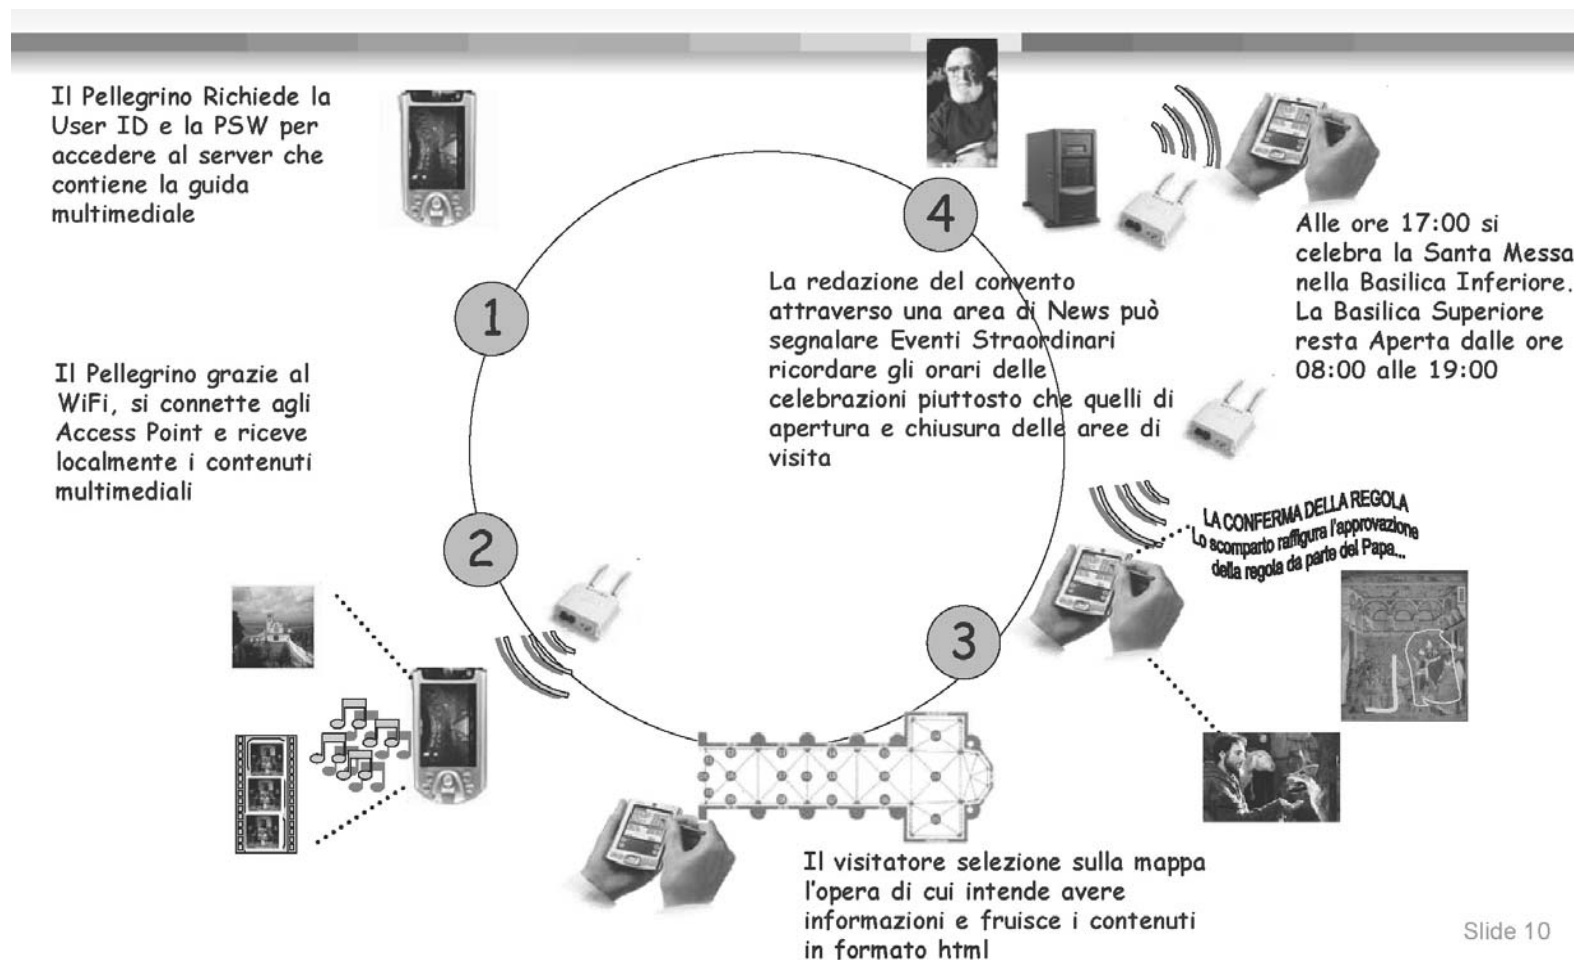 Il Pellegrino Richiede la
User ID e la PSW per
accedere al server che
contiene la guida
multimediale
1
Il Pellegrino grazie al
WiFi, si connette agli
Access Point e riceve
localmente i contenuti
multimediali
2
3
Il visitatore selezione sulla mappa
l'opera di cui intende avere
informazioni e fruisce i contenuti
in formato html
LA CONFERMA DELLA REGOLA
Lo scomparto raffigura l'approvazione
della regola da parte del Papa...
4
La redazione del convento
attraverso una area di News può
segnalare Eventi Straordinari
ricordare gli orari delle
celebrazioni piuttosto che quelli di
apertura e chiusura delle aree di
visita
Alle ore 17:00 si
celebra la Santa Messa
nella Basilica Inferiore.
La Basilica Superiore
resta Aperta dalle ore
08:00 alle 19:00
Slide 10